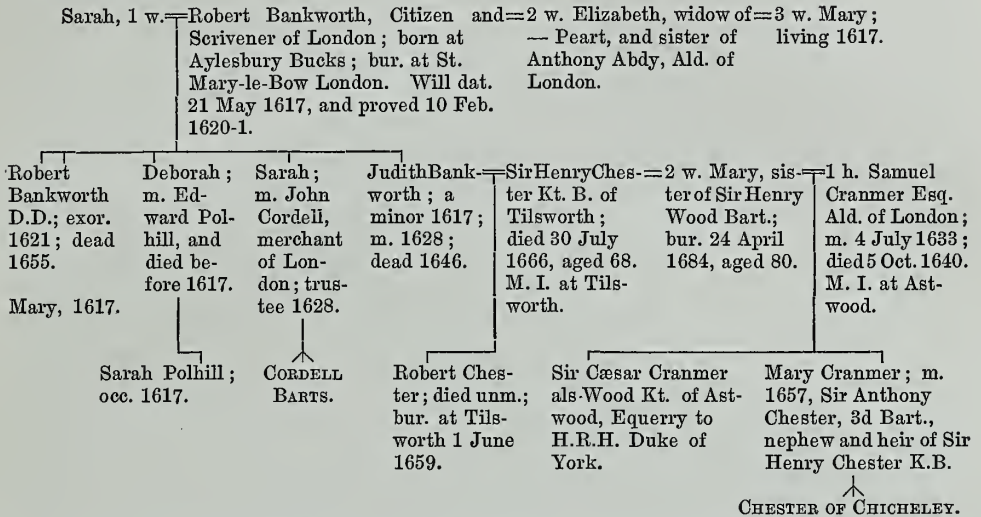 Sarah, 1 w.=Robert Bankworth, Citizen and=2 w. Elizabeth, widow of=3 w. Mary;
Scrivener of London; born at
Aylesbury Bucks; bur. at St.
Mary-le-Bow London. Will dat.
21 May 1617, and proved 10 Feb.
1620-1.
— Peart, and sister of
Anthony Abdy, Ald. of
London.
living 1617.
Robert
Bankworth
D.D.; exor.
1621; dead
1655.
Mary, 1617.
Deborah;
m. Ed-
ward Pol-
hill, and
died be-
fore 1617.
Sarah;
m. John
Cordell,
merchant
of Lon-
don; trus-
tee 1628.
JudithBank-
worth; a
minor 1617;
m. 1628;
dead 1646.
=SirHenryChes-
ter Kt. B. of
Tilsworth;
died 30 July
1666, aged 68.
M. I. at Tils-
worth.
=2 w. Mary, sis-
ter of Sir Henry
Wood Bart.;
bur. 24 April
1684, aged 80.
=1 h. Samuel
Cranmer Esq.
Ald. of London;
m. 4 July 1633;
died 5 Oct. 1640.
M. I. at Ast-
wood.
Sarah Polhill;
occ. 1617.
CORDELL
BARTS.
Robert Ches-
ter; died unm.;
bur. at Tils-
worth 1 June
1659.
Sir Cæsar Cranmer
als-Wood Kt. of Ast-
wood, Equerry to
H.R.H. Duke of
York.
Mary Cranmer; m.
1657, Sir Anthony
Chester, 3d Bart.,
nephew and heir of Sir
Henry Chester K.B.
CHESTER OF CHICHELEY.